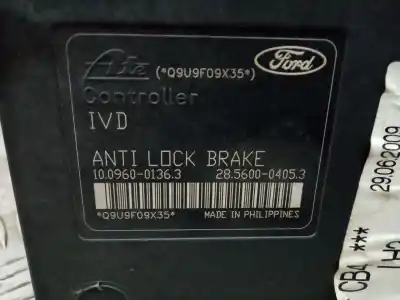 Ate (*Q9U9F09X35*) Ford
Controller
IVD
ANTI LOCK BRAKE
10.0960-0136.3 28.5600-0405.3
*Q9U9F09X35* MADE IN PHILIPPINES
CB4 ***
29062009